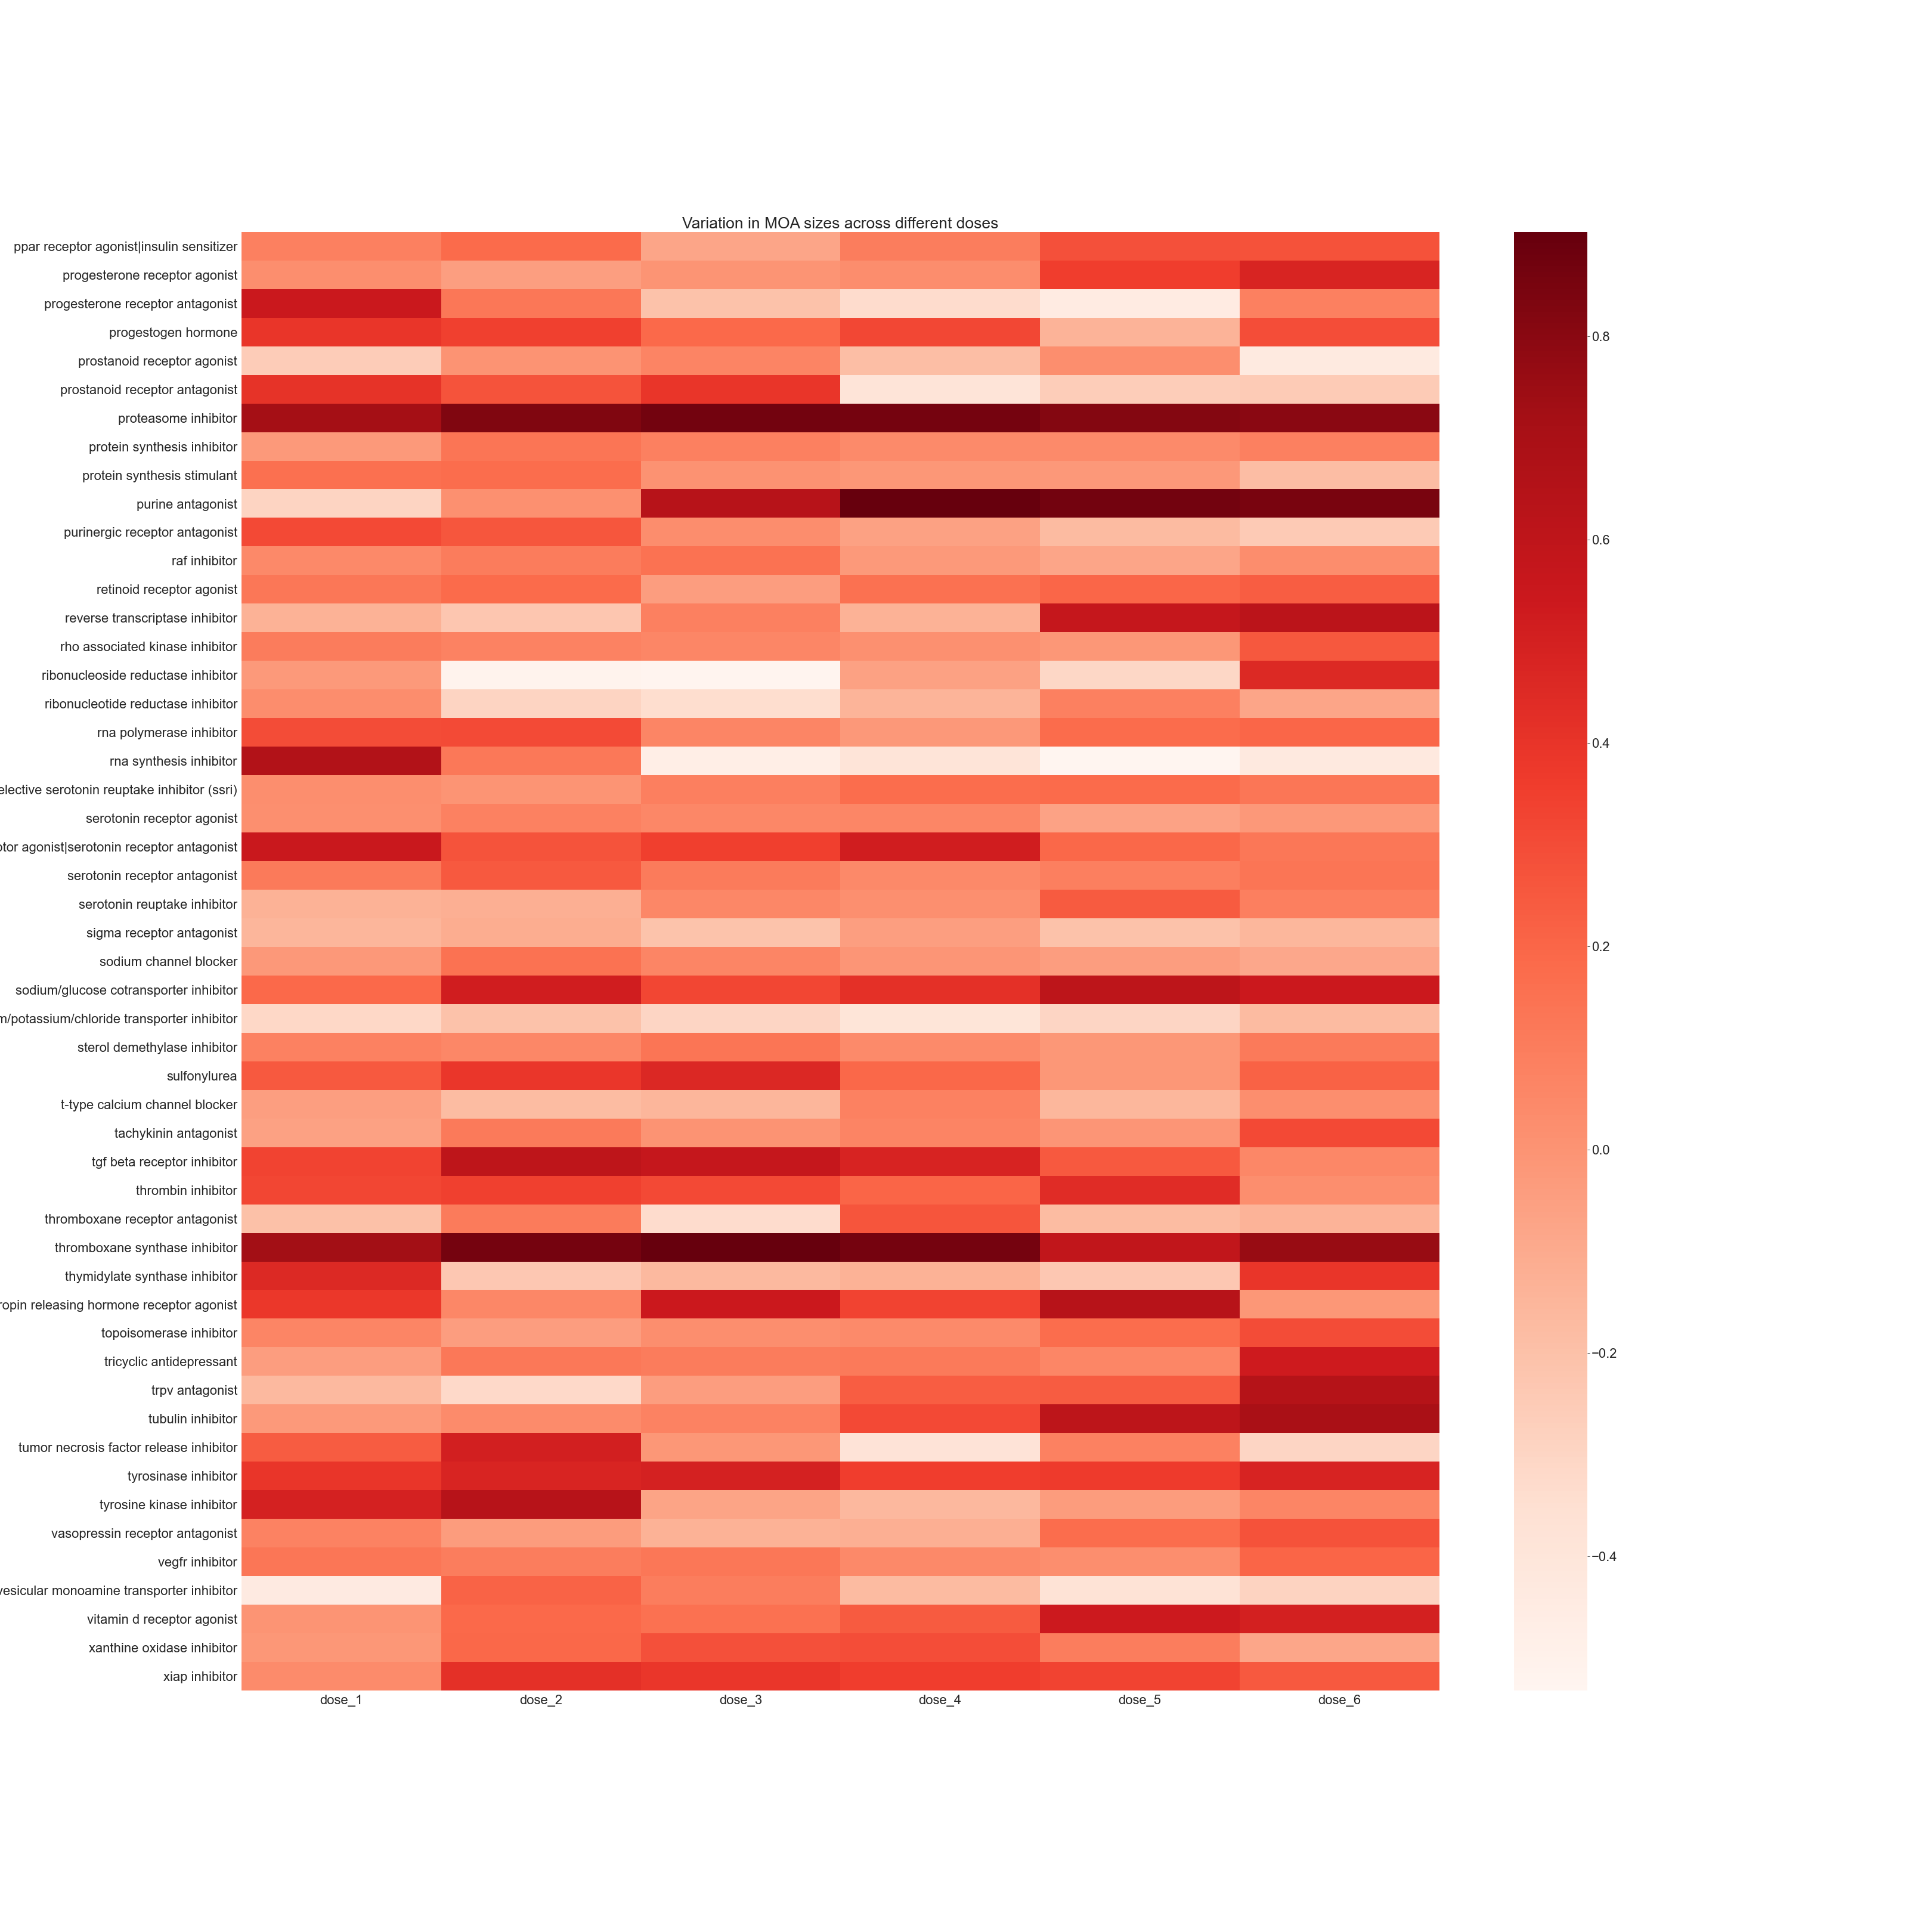 Variation in MOA sizes across different doses
ppar receptor agonist|insulin sensitizer
progesterone receptor agonist
progesterone receptor antagonist
progestogen hormone
prostanoid receptor agonist
prostanoid receptor antagonist
proteasome inhibitor
protein synthesis inhibitor
protein synthesis stimulant
purine antagonist
purinergic receptor antagonist
raf inhibitor
retinoid receptor agonist
reverse transcriptase inhibitor
rho associated kinase inhibitor
ribonucleoside reductase inhibitor
ribonucleotide reductase inhibitor
rna polymerase inhibitor
rna synthesis inhibitor
elective serotonin reuptake inhibitor (ssri)
serotonin receptor agonist
otor agonist|serotonin receptor antagonist
serotonin receptor antagonist
serotonin reuptake inhibitor
sigma receptor antagonist
sodium channel blocker
sodium/glucose cotransporter inhibitor
m/potassium/chloride transporter inhibitor
sterol demethylase inhibitor
sulfonylurea
t-type calcium channel blocker
tachykinin antagonist
tgf beta receptor inhibitor
thrombin inhibitor
thromboxane receptor antagonist
thromboxane synthase inhibitor
thymidylate synthase inhibitor
ropin releasing hormone receptor agonist
topoisomerase inhibitor
tricyclic antidepressant
trpv antagonist
tubulin inhibitor
tumor necrosis factor release inhibitor
tyrosinase inhibitor
tyrosine kinase inhibitor
vasopressin receptor antagonist
vegfr inhibitor
vesicular monoamine transporter inhibitor
vitamin d receptor agonist
xanthine oxidase inhibitor
xiap inhibitor
dose_1 dose_2 dose_3 dose_4 dose_5 dose_6
0.8
0.6
0.4
0.2
0.0
−0.2
−0.4